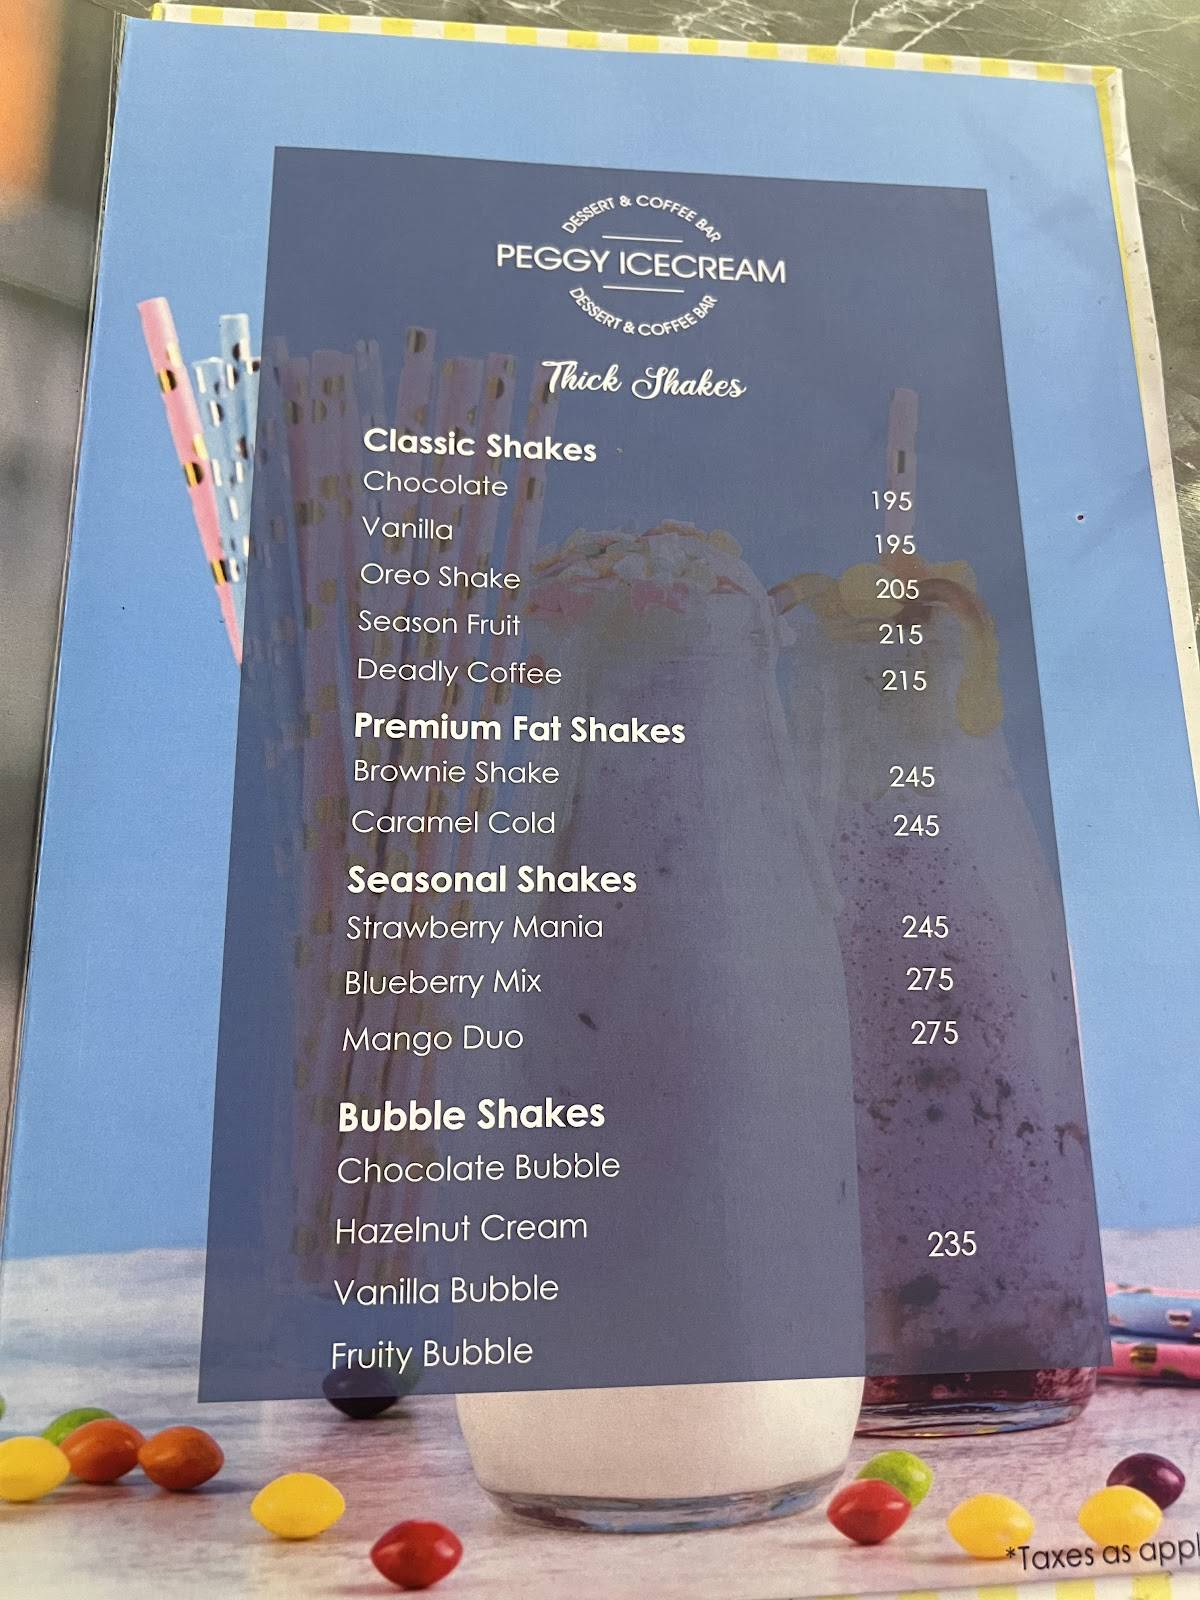 DESSERT & COFFEE BAR
PEGGY ICECREAM
DESSERT & COFFEE BAR
Thick Shakes
Classic Shakes
Chocolate 195
Vanilla 195
Oreo Shake 205
Season Fruit 215
Deadly Coffee 215
Premium Fat Shakes
Brownie Shake 245
Caramel Cold 245
Seasonal Shakes
Strawberry Mania 245
Blueberry Mix 275
Mango Duo 275
Bubble Shakes
Chocolate Bubble
Hazelnut Cream 235
Vanilla Bubble
Fruity Bubble
*Taxes as appl